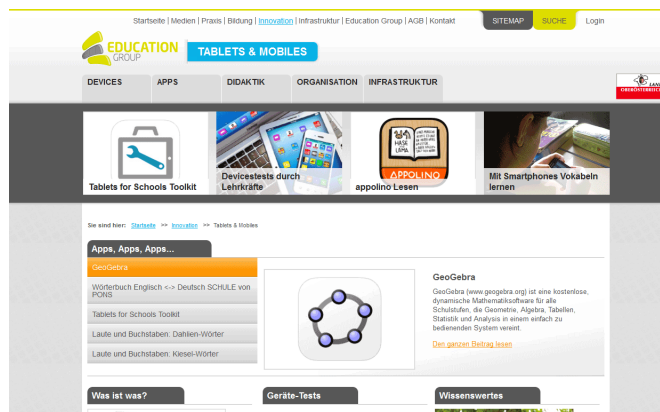 Startseite | Medien | Praxis | Bildung | Innovation | Infrastruktur | Education Group | AGB | Kontakt
SITEMAP
SUCHE
Login
EDUCATION
GROUP
TABLETS & MOBILES
DEVICES
APPS
DIDAKTIK
ORGANISATION
INFRASTRUKTUR
LAND
OBERÖSTERREICH
HASE
LAMA
APPOLINO
Tablets for Schools Toolkit
Devicestests durch
Lehrkräfte
appolino Lesen
Mit Smartphones Vokabeln
lernen
Sie sind hier: Startseite >> Innovation >> Tablets & Mobiles
Apps, Apps, Apps...
GeoGebra
Wörterbuch Englisch <-> Deutsch SCHULE von
PONS
Tablets for Schools Toolkit
Laute und Buchstaben: Dahlien-Wörter
Laute und Buchstaben: Kiesel-Wörter
GeoGebra
GeoGebra (www.geogebra.org) ist eine kostenlose,
dynamische Mathematiksoftware für alle
Schulstufen, die Geometrie, Algebra, Tabellen,
Statistik und Analysis in einem einfach zu
bedienenden System vereint.
Den ganzen Beitrag lesen
Was ist was?
Geräte-Tests
Wissenswertes